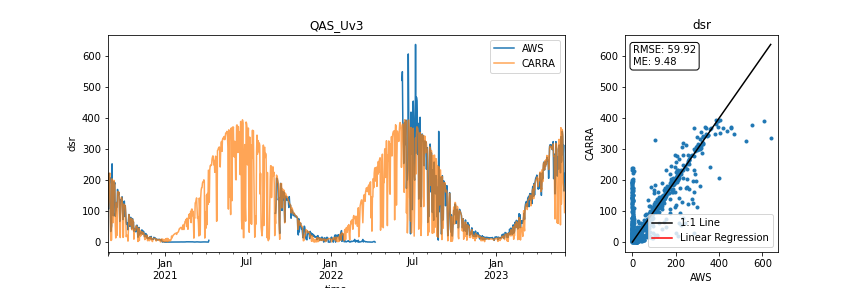 QAS_Uv3
dsr
600
500
400
300
200
100
0
AWS
CARRA
Jan
2021
Jul
Jan
2022
Jul
Jan
2023
time
dsr
RMSE: 59.92
ME: 9.48
CARRA
600
500
400
300
200
100
0
1:1 Line
Linear Regression
0
200
400
600
AWS